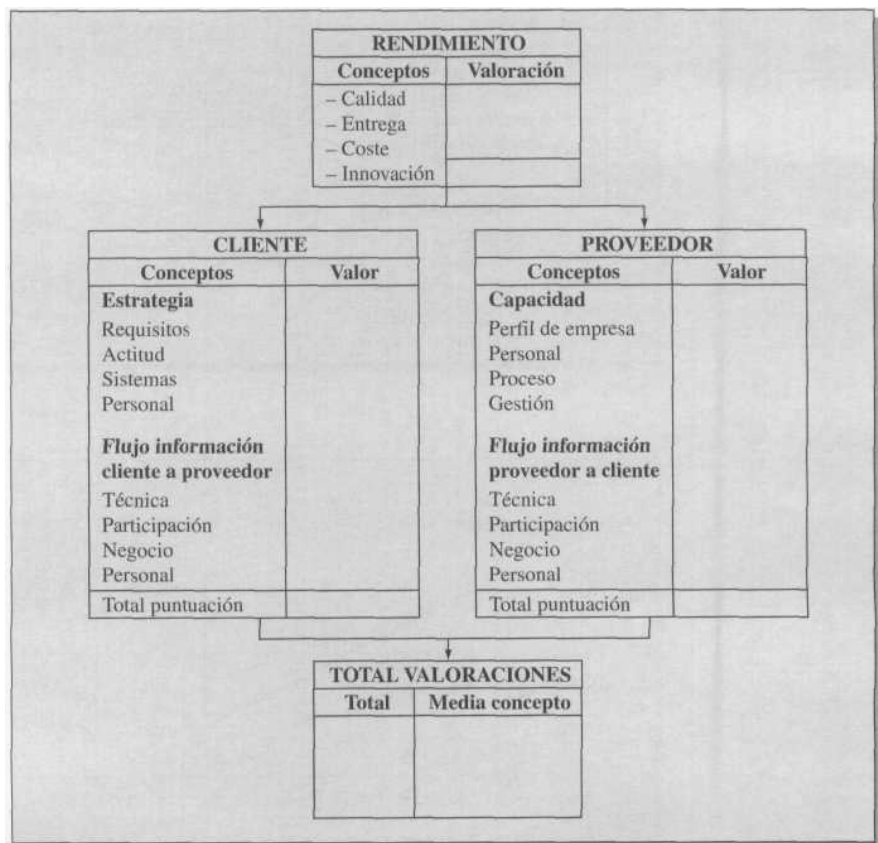 RENDIMIENTO
Conceptos Valoración
– Calidad
– Entrega
– Coste
– Innovación
CLIENTE
Conceptos Valor
Estrategia
Requisitos
Actitud
Sistemas
Personal
Flujo información
cliente a proveedor
Técnica
Participación
Negocio
Personal
Total puntuación
PROVEEDOR
Conceptos Valor
Capacidad
Perfil de empresa
Personal
Proceso
Gestión
Flujo información
proveedor a cliente
Técnica
Participación
Negocio
Personal
Total puntuación
TOTAL VALORACIONES
Total Media concepto